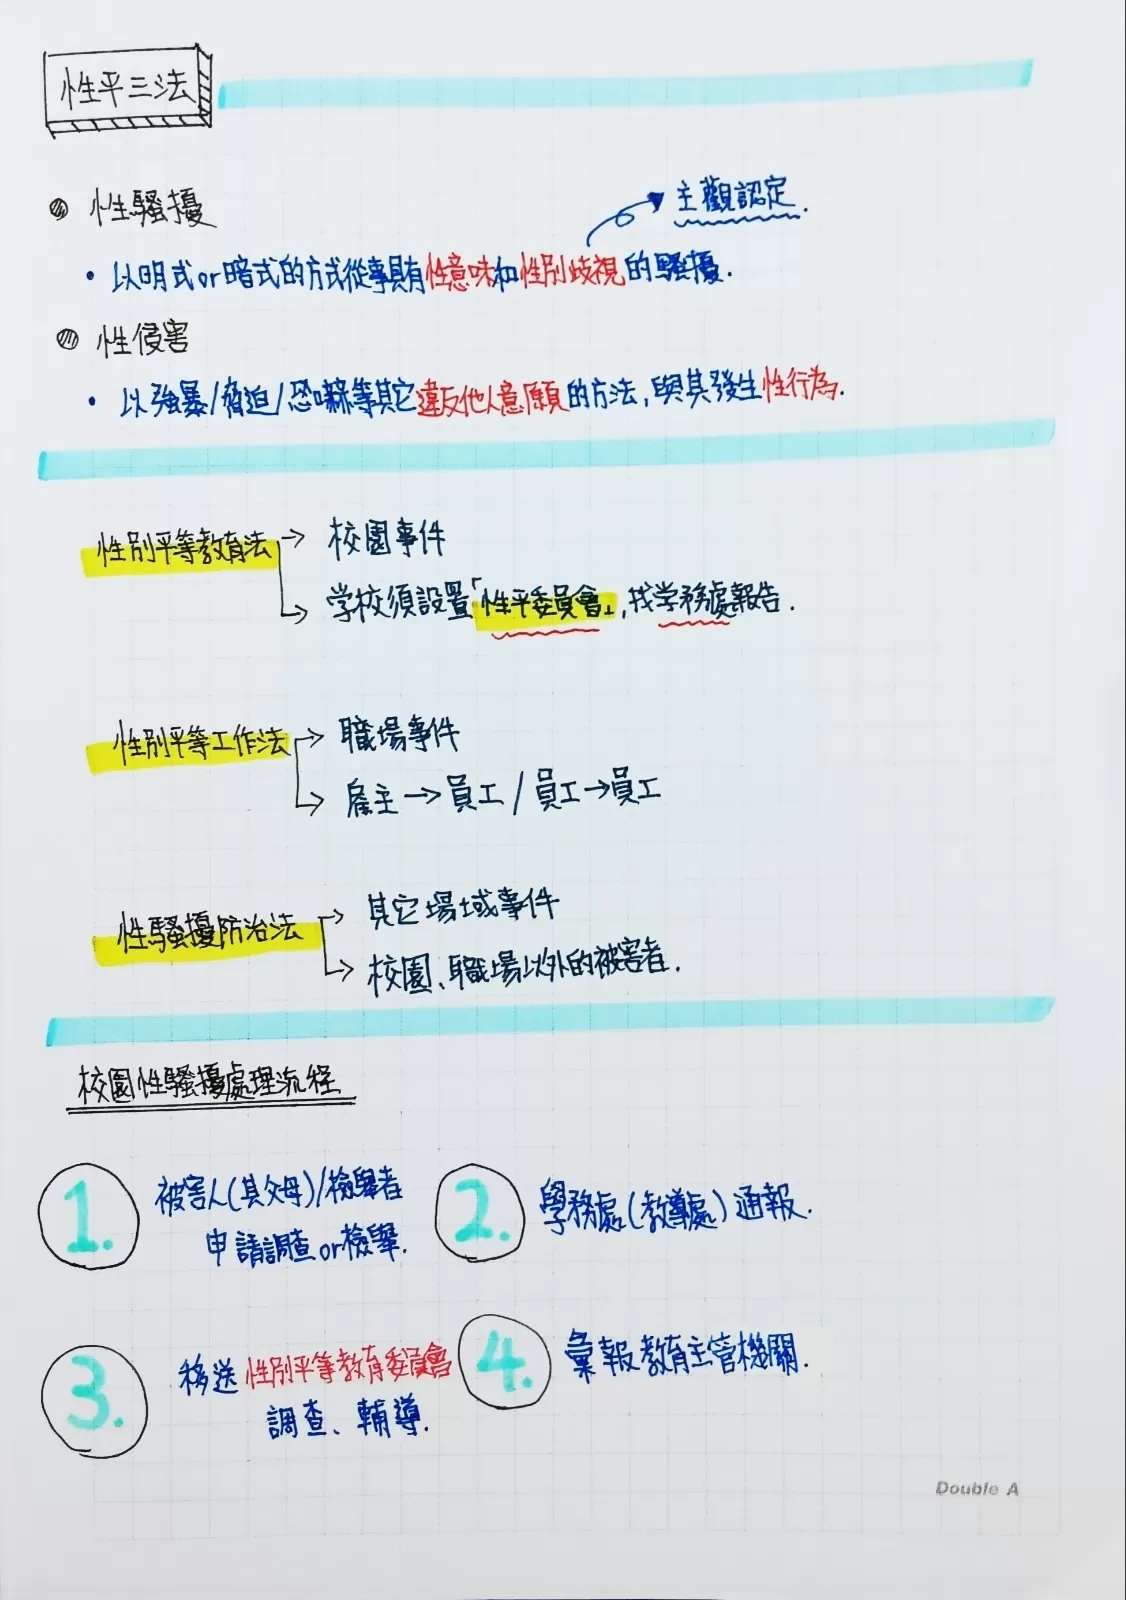 性平三法
性騷擾
主觀認定.
・以明式or暗式的方式從事具有性意味和性別歧視的騷擾.
性侵害
・以強暴/脅迫/恐嚇等其它違反他人意願的方法,與其發生性行為.
性別平等教育法→校園事件
→学校須設置「性平委員會」,找学務處報告.
性別平等工作法→職場事件
→雇主→員工/員工→員工
性騷擾防治法→其它場域事件
→校園、職場以外的被害者.
校園性騷擾處理流程
1. 被害人(其父母)/檢舉者
申請調查or檢舉.
2. 學務處(教導處)通報.
3. 移送性別平等教育委員會
調查、輔導.
4. 彙報教育主管機關.
Double A